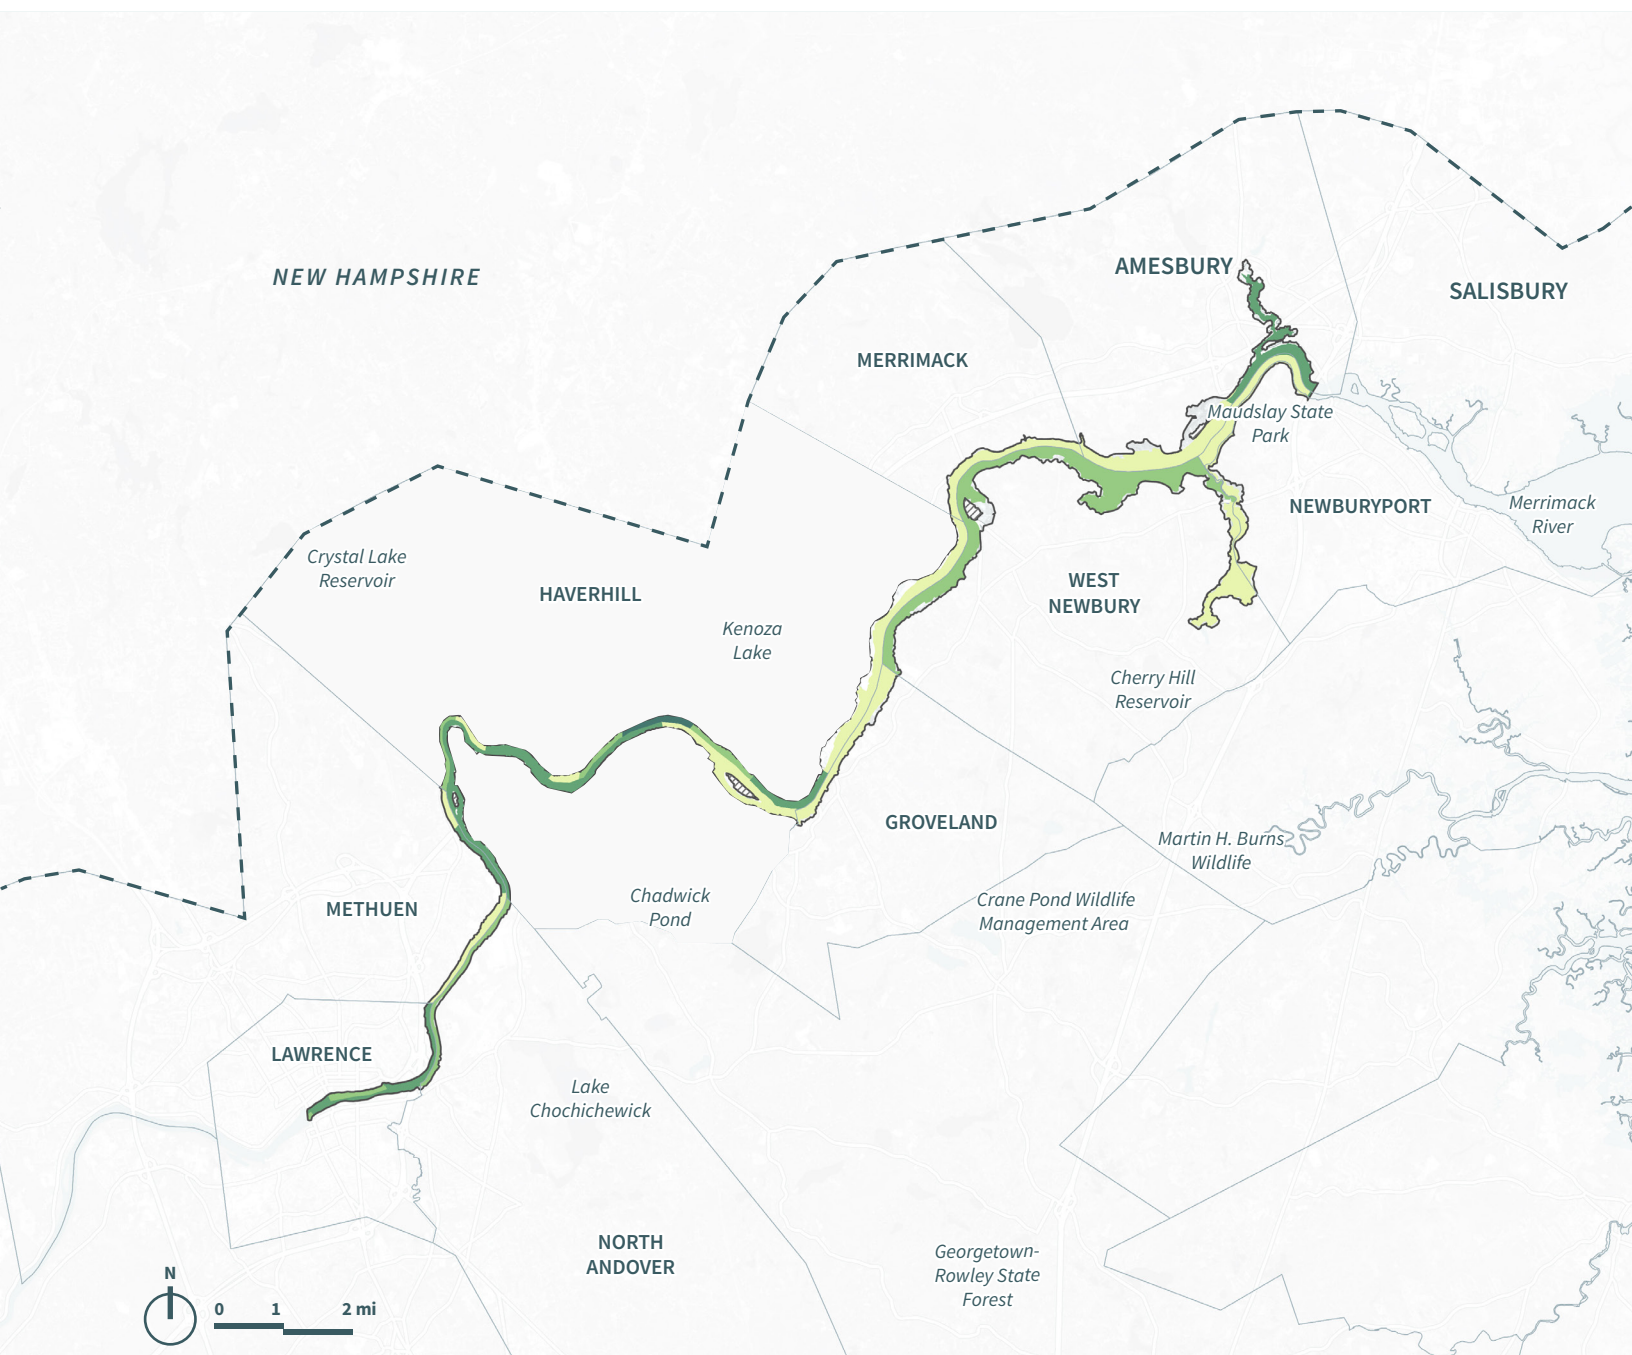 NEW HAMPSHIRE
AMESBURY
SALISBURY
MERRIMACK
Maudslay State
Park
NEWBURYPORT
Merrimack
River
Crystal Lake
Reservoir
HAVERHILL
WEST
NEWBURY
Kenoza
Lake
Cherry Hill
Reservoir
GROVELAND
Martin H. Burns
Wildlife
METHUEN
Chadwick
Pond
Crane Pond Wildlife
Management Area
LAWRENCE
Lake
Chochichewick
NORTH
ANDOVER
Georgetown-
Rowley State
Forest
N
0 1 2 mi